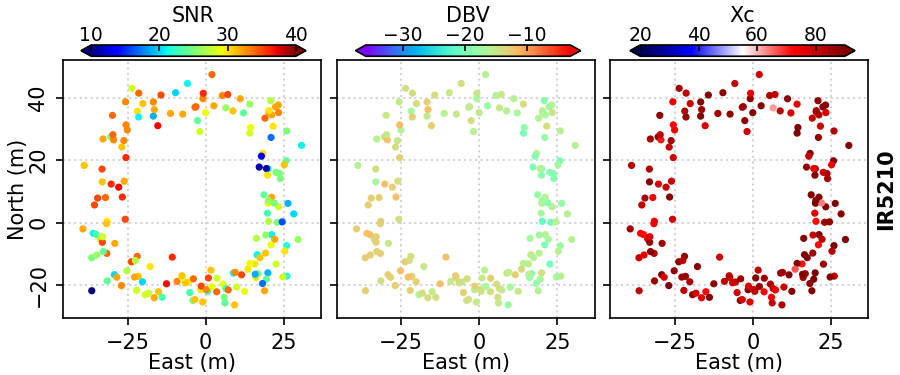 SNR DBV Xc
10 20 30 40 −30 −20 −10 20 40 60 80
40
20
0
−20
North (m)
IR5210
−25 0 25 −25 0 25 −25 0 25
East (m) East (m) East (m)